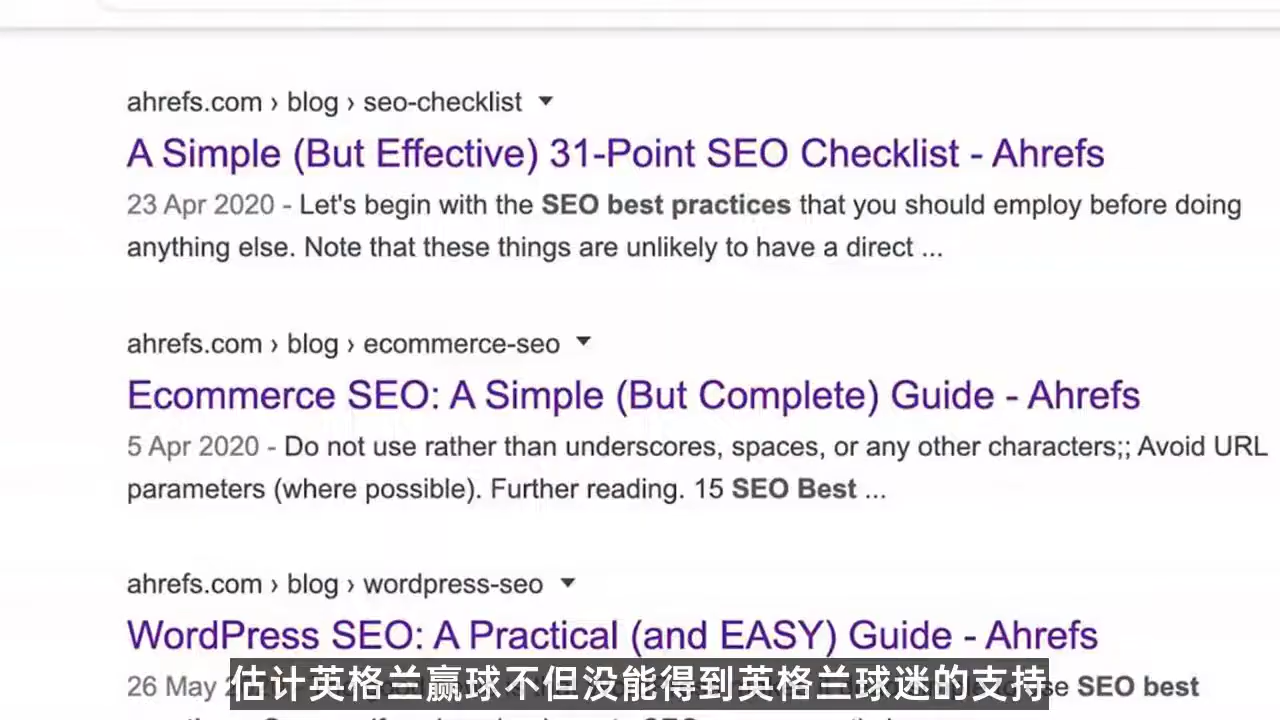 ahrefs.com › blog › seo-checklist
A Simple (But Effective) 31-Point SEO Checklist - Ahrefs
23 Apr 2020 - Let's begin with the SEO best practices that you should employ before doing
anything else. Note that these things are unlikely to have a direct ...
ahrefs.com › blog › ecommerce-seo
Ecommerce SEO: A Simple (But Complete) Guide - Ahrefs
5 Apr 2020 - Do not use rather than underscores, spaces, or any other characters;; Avoid URL
parameters (where possible). Further reading. 15 SEO Best ...
ahrefs.com › blog › wordpress-seo
WordPress SEO: A Practical (and EASY) Guide - Ahrefs
26 May SEO best
估计英格兰赢球不但没能得到英格兰球迷的支持